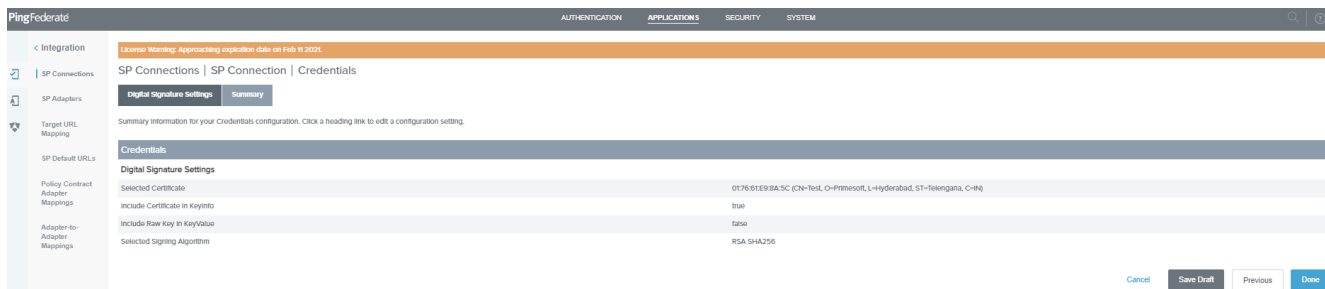 PingFederate
AUTHENTICATION APPLICATIONS SECURITY SYSTEM
< Integration
SP Connections
SP Adapters
Target URL
Mapping
SP Default URLs
Policy Contract
Adapter
Mappings
Adapter-to-
Adapter
Mappings
License Warning: Approaching expiration date on Feb 11 2021.
SP Connections | SP Connection | Credentials
Digital Signature Settings Summary
Summary information for your Credentials configuration. Click a heading link to edit a configuration setting.
Credentials
Digital Signature Settings
Selected Certificate 01:76:61:E9:8A:5C (CN=Test, O=Primesoft, L=Hyderabad, ST=Telengana, C=IN)
Include Certificate in KeyInfo true
Include Raw Key in KeyValue false
Selected Signing Algorithm RSA SHA256
Cancel Save Draft Previous Done